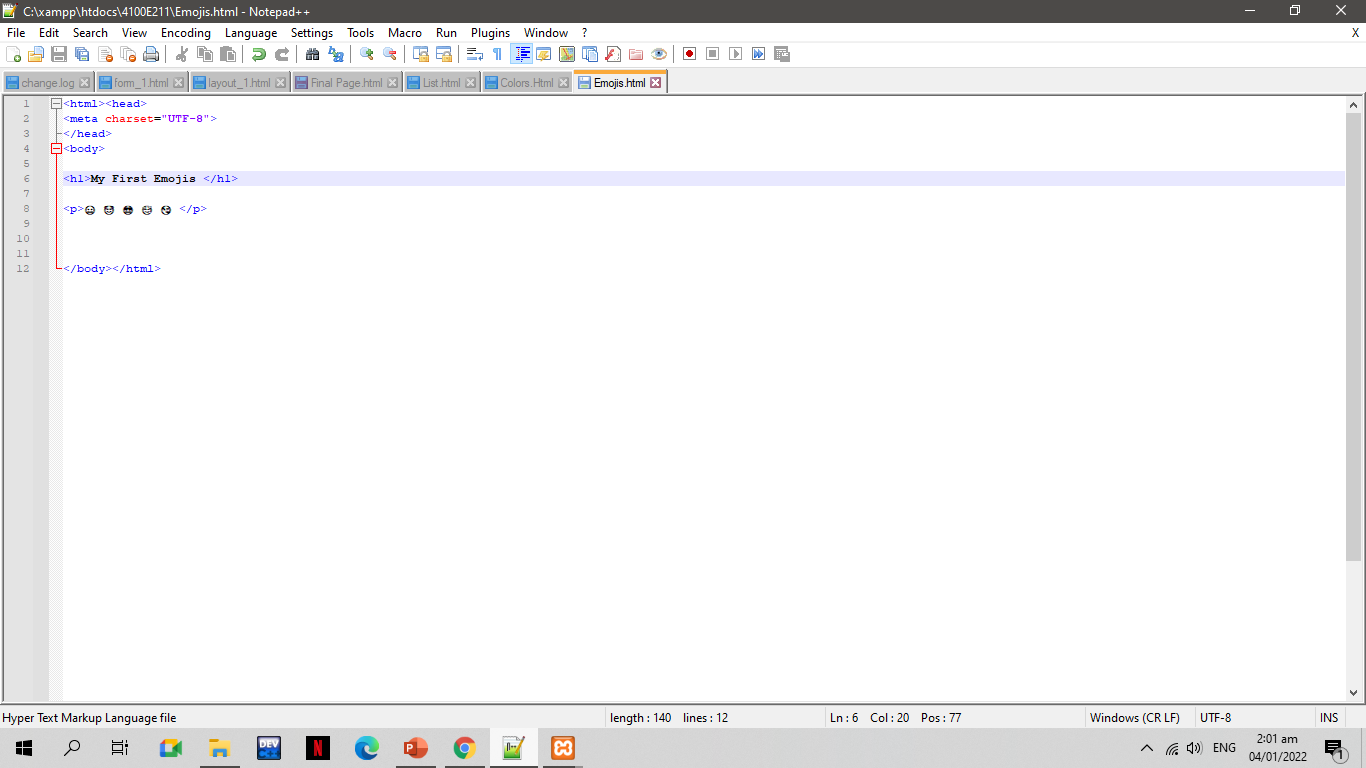 C:\xampp\htdocs\4100E211\Emojis.html - Notepad++
File Edit Search View Encoding Language Settings Tools Macro Run Plugins Window ? X
change.log form_1.html layout_1.html Final Page.html List.html Colors.Html Emojis.html
1 <html><head>
2 <meta charset="UTF-8">
3 </head>
4 <body>
5
6 <h1>My First Emojis </h1>
7
8 <p> </p>
9
10
11
12 </body></html>
Hyper Text Markup Language file length : 140 lines : 12 Ln : 6 Col : 20 Pos : 77 Windows (CR LF) UTF-8 INS
DEV C++ N P ENG 2:01 am
04/01/2022 1